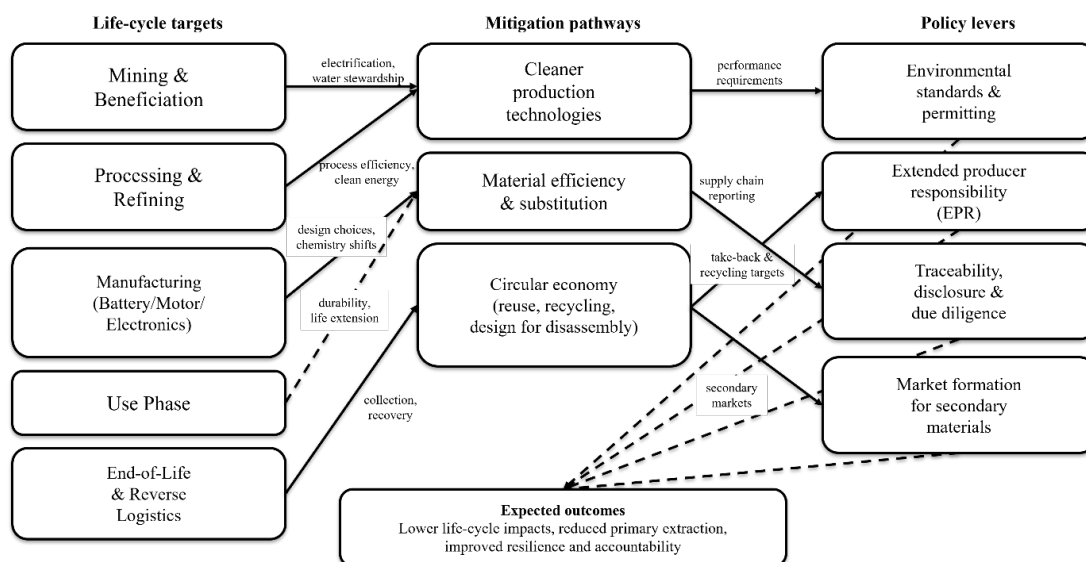 Life-cycle targets
Mitigation pathways
Policy levers
Mining &
Beneficiation
electrification,
water stewardship
Cleaner
production
technologies
performance
requirements
Environmental
standards &
permitting
Processing &
Refining
process efficiency,
clean energy
Material efficiency
& substitution
supply chain
reporting
Extended producer
responsibility
(EPR)
design choices,
chemistry shifts
Manufacturing
(Battery/Motor/
Electronics)
durability,
life extension
Circular economy
(reuse, recycling,
design for disassembly)
take-back &
recycling targets
Traceability,
disclosure &
due diligence
Use Phase
collection,
recovery
secondary
markets
Market formation
for secondary
materials
End-of-Life
& Reverse
Logistics
Expected outcomes
Lower life-cycle impacts, reduced primary extraction,
improved resilience and accountability